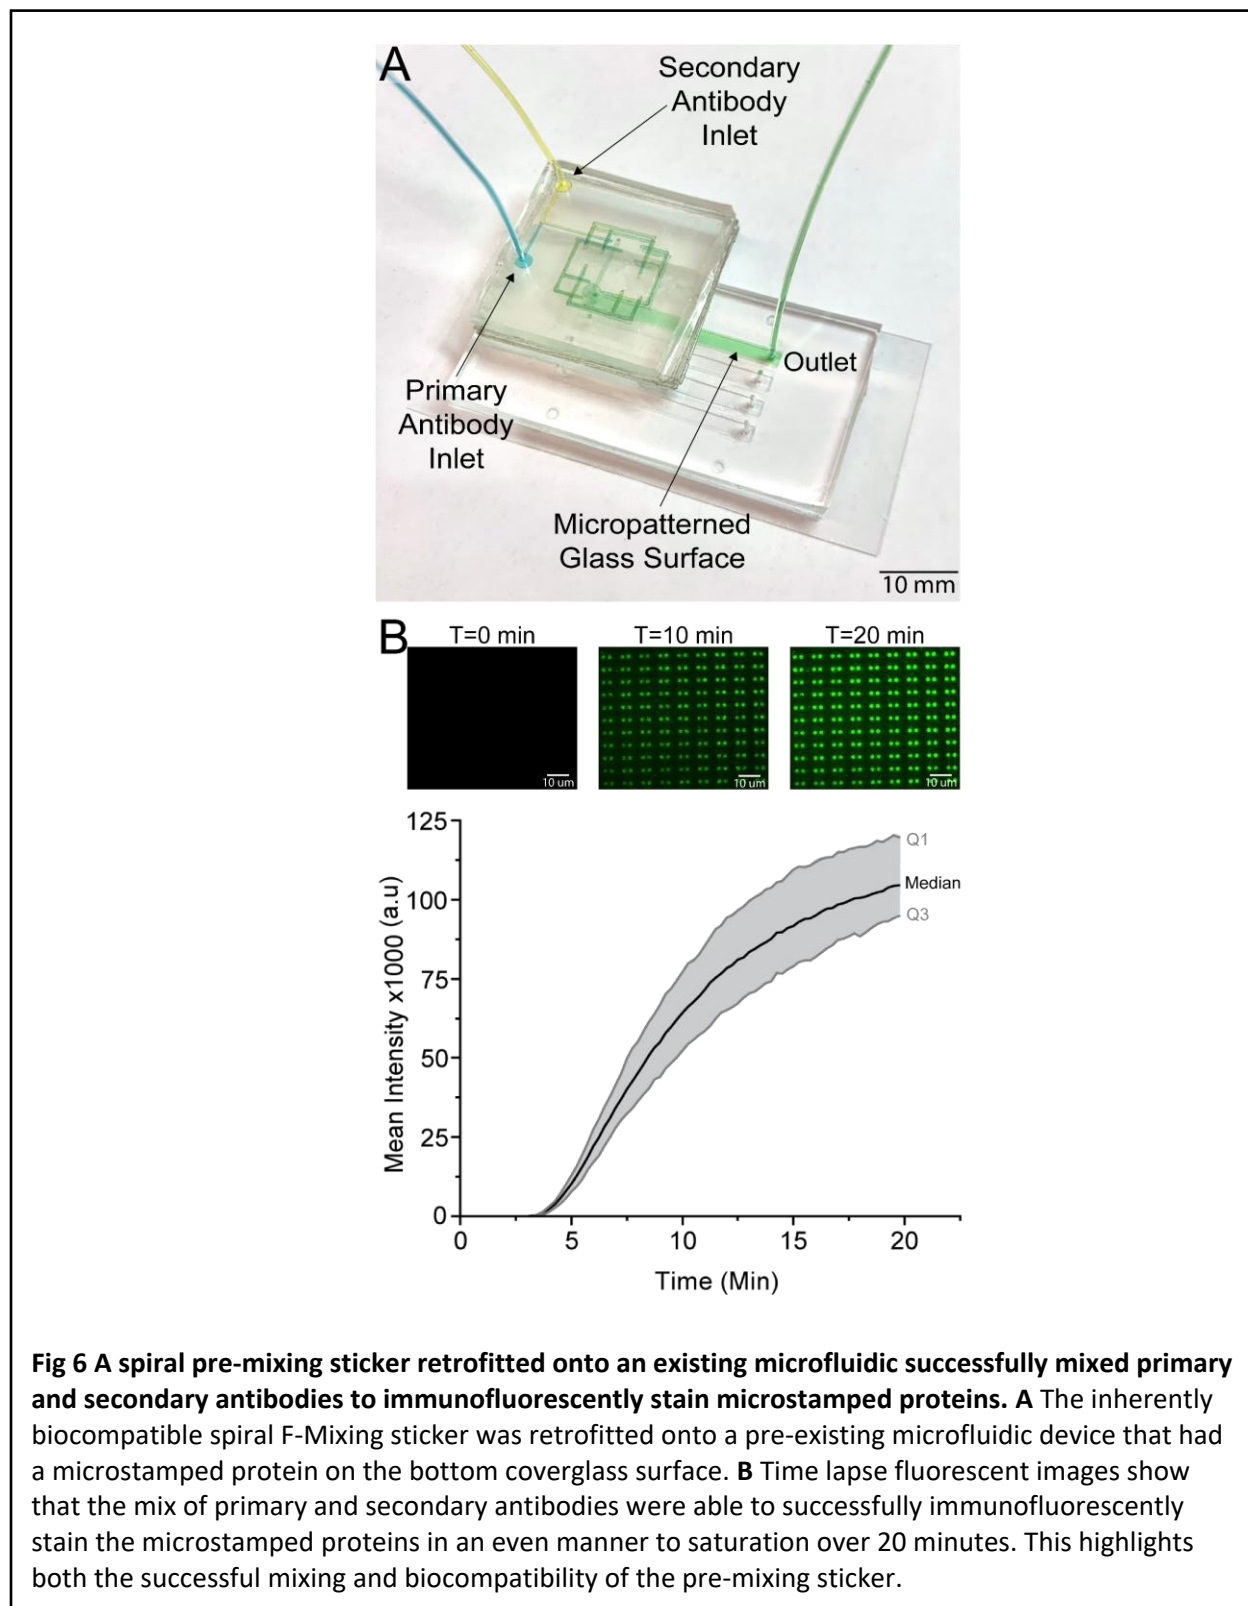 A
Secondary
Antibody
Inlet
Outlet
Primary
Antibody
Inlet
Micropatterned
Glass Surface
10 mm
B
T=0 min
T=10 min
T=20 min
10 um
10 um
10 um
125
100
75
50
25
0
Mean Intensity x1000 (a.u)
Q1
Median
Q3
0
5
10
15
20
Time (Min)
Fig 6 A spiral pre-mixing sticker retrofitted onto an existing microfluidic successfully mixed primary
and secondary antibodies to immunofluorescently stain microstamped proteins. A The inherently
biocompatible spiral F-Mixing sticker was retrofitted onto a pre-existing microfluidic device that had
a microstamped protein on the bottom coverglass surface. B Time lapse fluorescent images show
that the mix of primary and secondary antibodies were able to successfully immunofluorescently
stain the microstamped proteins in an even manner to saturation over 20 minutes. This highlights
both the successful mixing and biocompatibility of the pre-mixing sticker.